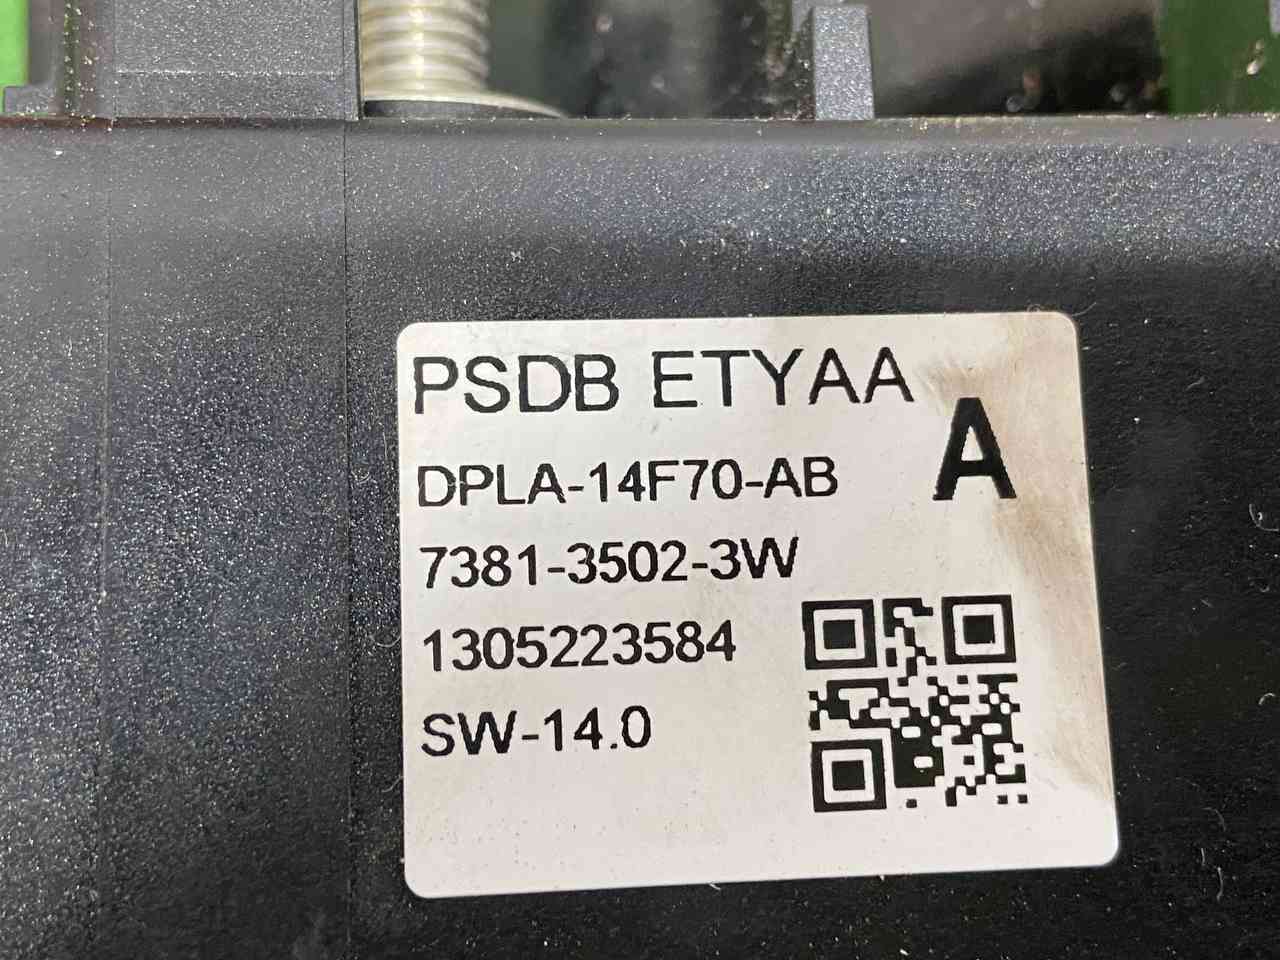 PSDB ETYAA
A
DPLA-14F70-AB
7381-3502-3W
1305223584
SW-14.0